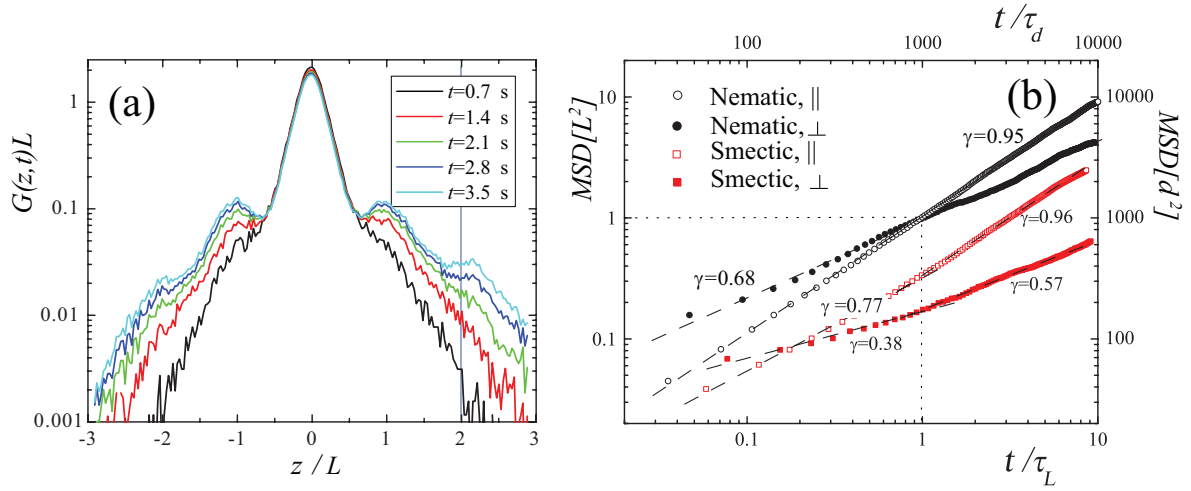 (a)
G(z,t)L
1
0.1
0.01
0.001
t=0.7 s
t=1.4 s
t=2.1 s
t=2.8 s
t=3.5 s
-3 -2 -1 0 1 2 3
z / L
(b)
t/τ_d
100 1000 10000
MSD[L²]
10
1
0.1
Nematic, ||
Nematic, ⊥
Smectic, ||
Smectic, ⊥
γ=0.95
γ=0.96
γ=0.68
γ=0.77
γ=0.57
γ=0.38
10000
1000
100
MSD[d²]
0.1 1 10
t/τ_L